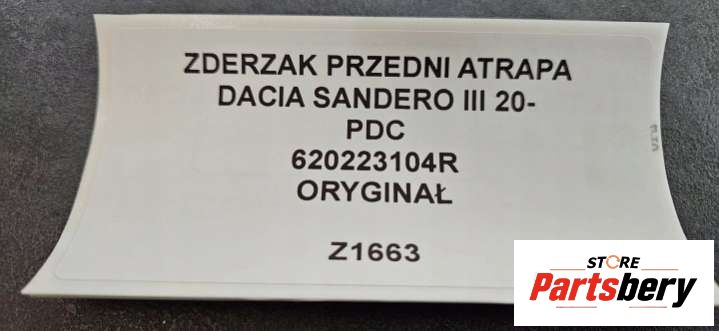 ZDERZAK PRZEDNI ATRAPA
DACIA SANDERO III 20-
PDC
620223104R
ORYGINAŁ
Z1663
STORE
Partsbery